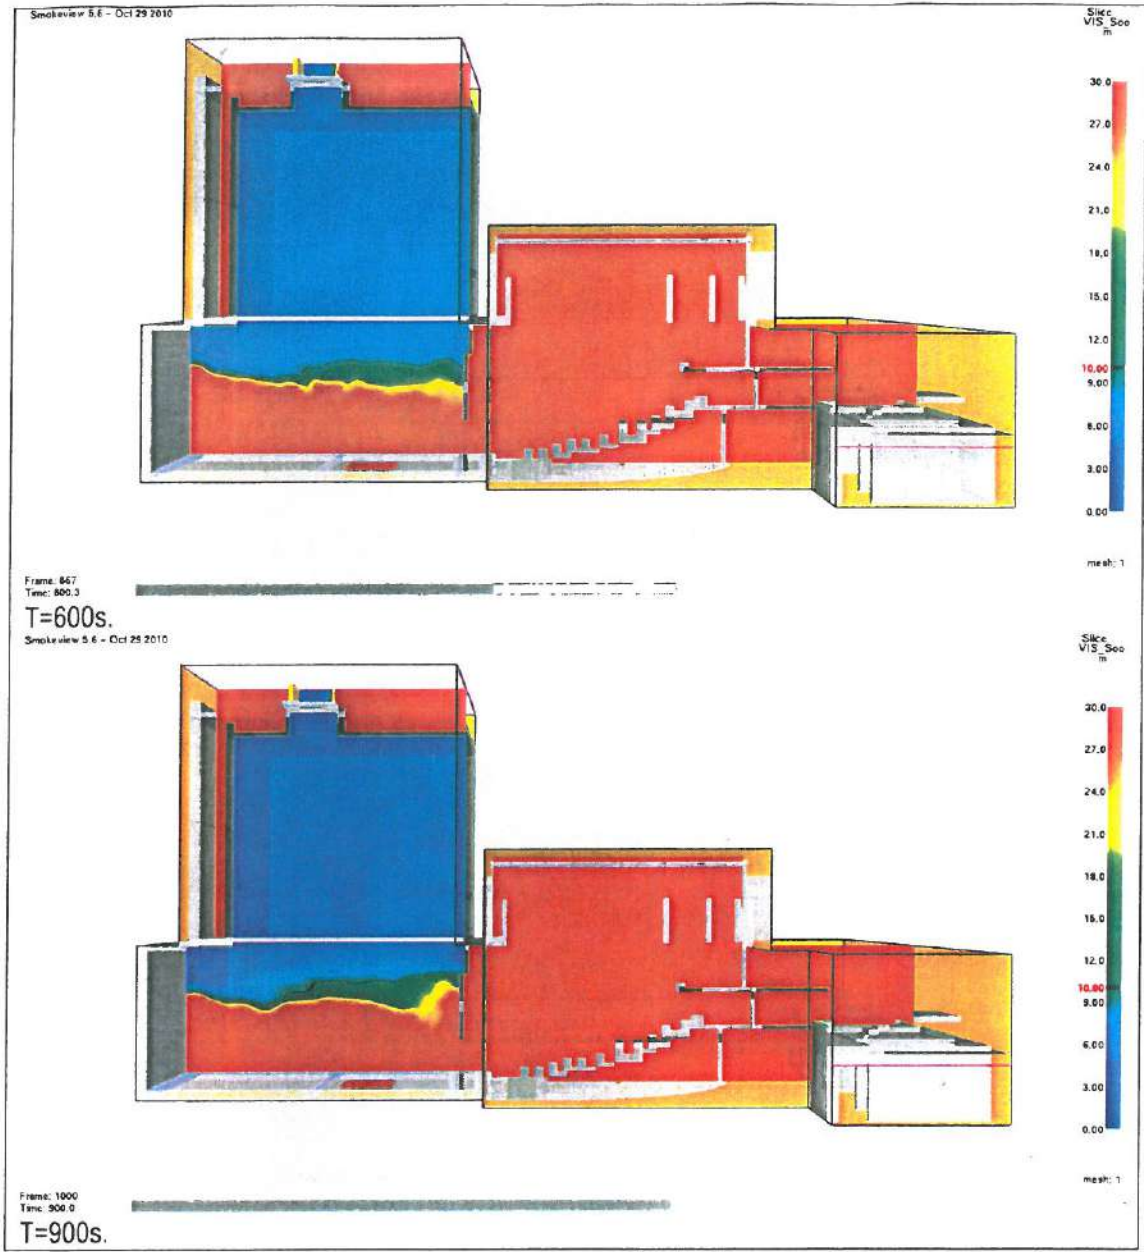 Smokeview 5.6 - Oct 29 2010
Slice
VIS_Soo
m
30.0
27.0
24.0
21.0
18.0
15.0
12.0
10.00
9.00
6.00
3.00
0.00
mesh: 1
Frame: 667
Time: 600.3
T=600s.
Smokeview 5.6 - Oct 29 2010
Slice
VIS_Soo
m
30.0
27.0
24.0
21.0
18.0
15.0
12.0
10.00
9.00
6.00
3.00
0.00
mesh: 1
Frame: 1000
Time: 900.0
T=900s.